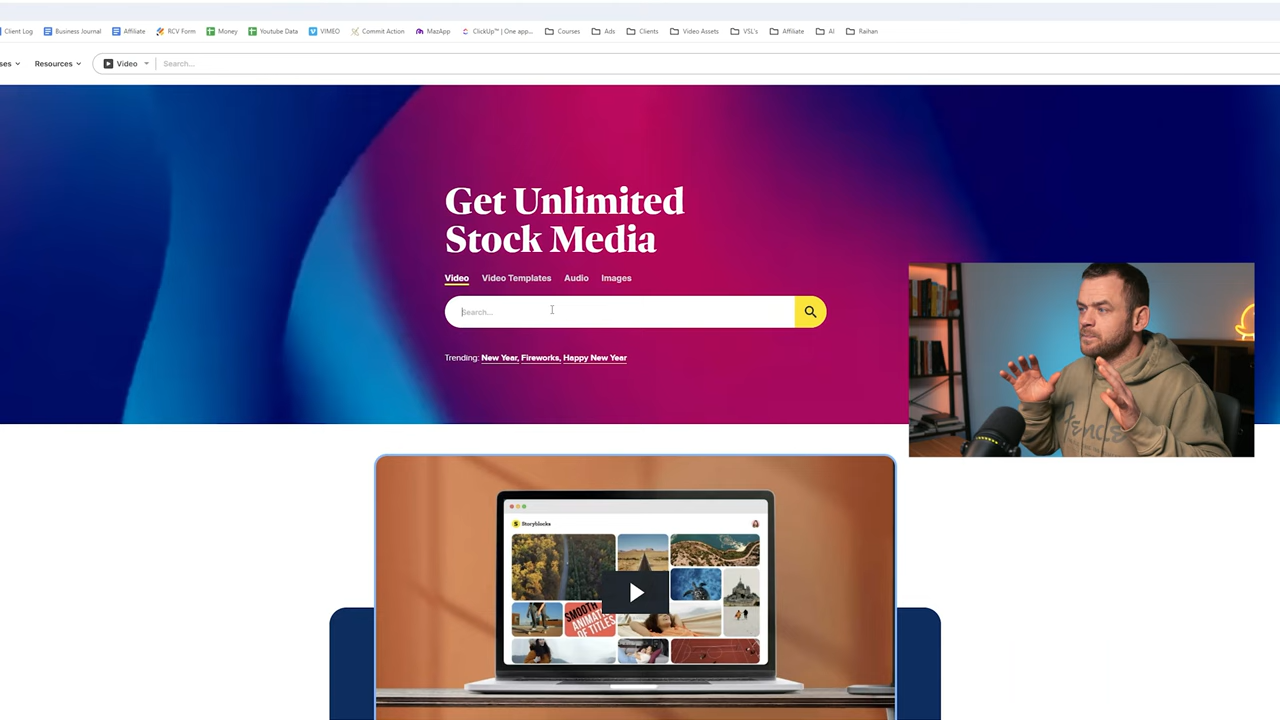 Client Log Business Journal Affiliate RCV Form Money Youtube Data VIMEO Commit Action MazApp ClickUp™ | One app... Courses Ads Clients Video Assets VSL's Affiliate AI Raihan
ses Resources Video Search...
Get Unlimited
Stock Media
Video Video Templates Audio Images
Search...
Trending: New Year, Fireworks, Happy New Year
Storyblocks
SMOOTH
ANIMAT
OF TITLES